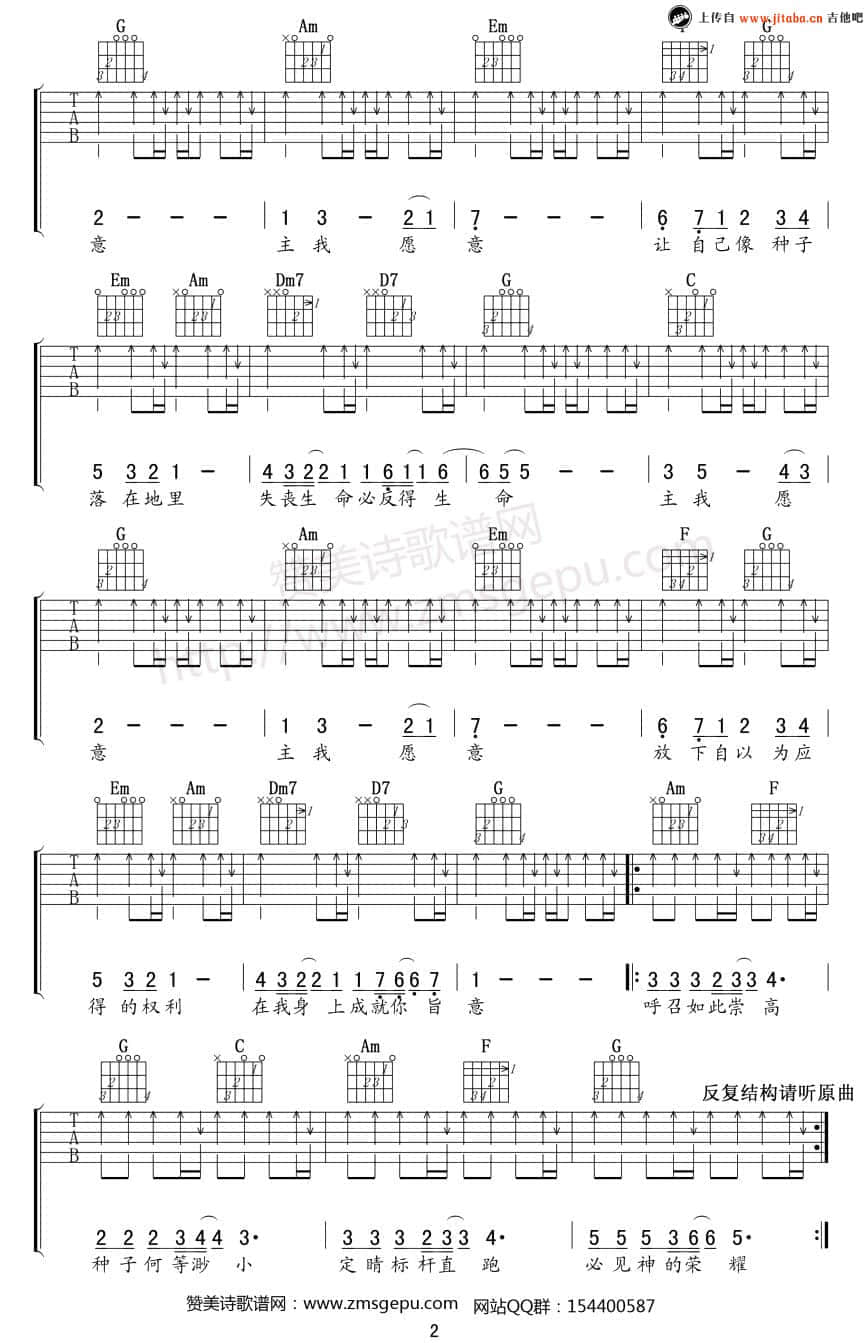 上传自 www.jitaba.cn 吉他吧
G Am Em G
T A B
2 - - - | 1 3 - 2 1 | 7 - - - | 6 7 1 2 3 4
意 主 我 愿 意 让 自己像 种子
Em Am Dm7 D7 G C
T A B
5 3 2 1 - | 4 3 2 2 1 1 6 1 1 6 | 6 5 5 - - | 3 5 - 4 3
落 在地里 失丧生 命必反得 生 命 主 我 愿
赞美诗歌谱网
http://www.zmsgepu.com
G Am Em F G
T A B
2 - - - | 1 3 - 2 1 | 7 - - - | 6 7 1 2 3 4
意 主 我 愿 意 放 下自以 为应
Em Am Dm7 D7 G Am F
T A B
5 3 2 1 - | 4 3 2 2 1 1 7 6 6 7 | 1 - - - |: 3 3 3 2 3 3 4·
得 的权利 在我身 上成就你 旨 意 呼召如此崇 高
G C Am F G
反复结构请听原曲
T A B
2 2 2 3 4 4 3· | 3 3 3 2 3 3 4· | 5 5 5 3 6 6 5· :|
种子何等渺 小 定睛标杆直 跑 必见神的荣 耀
赞美诗歌谱网：www.zmsgepu.com 网站QQ群：154400587
2